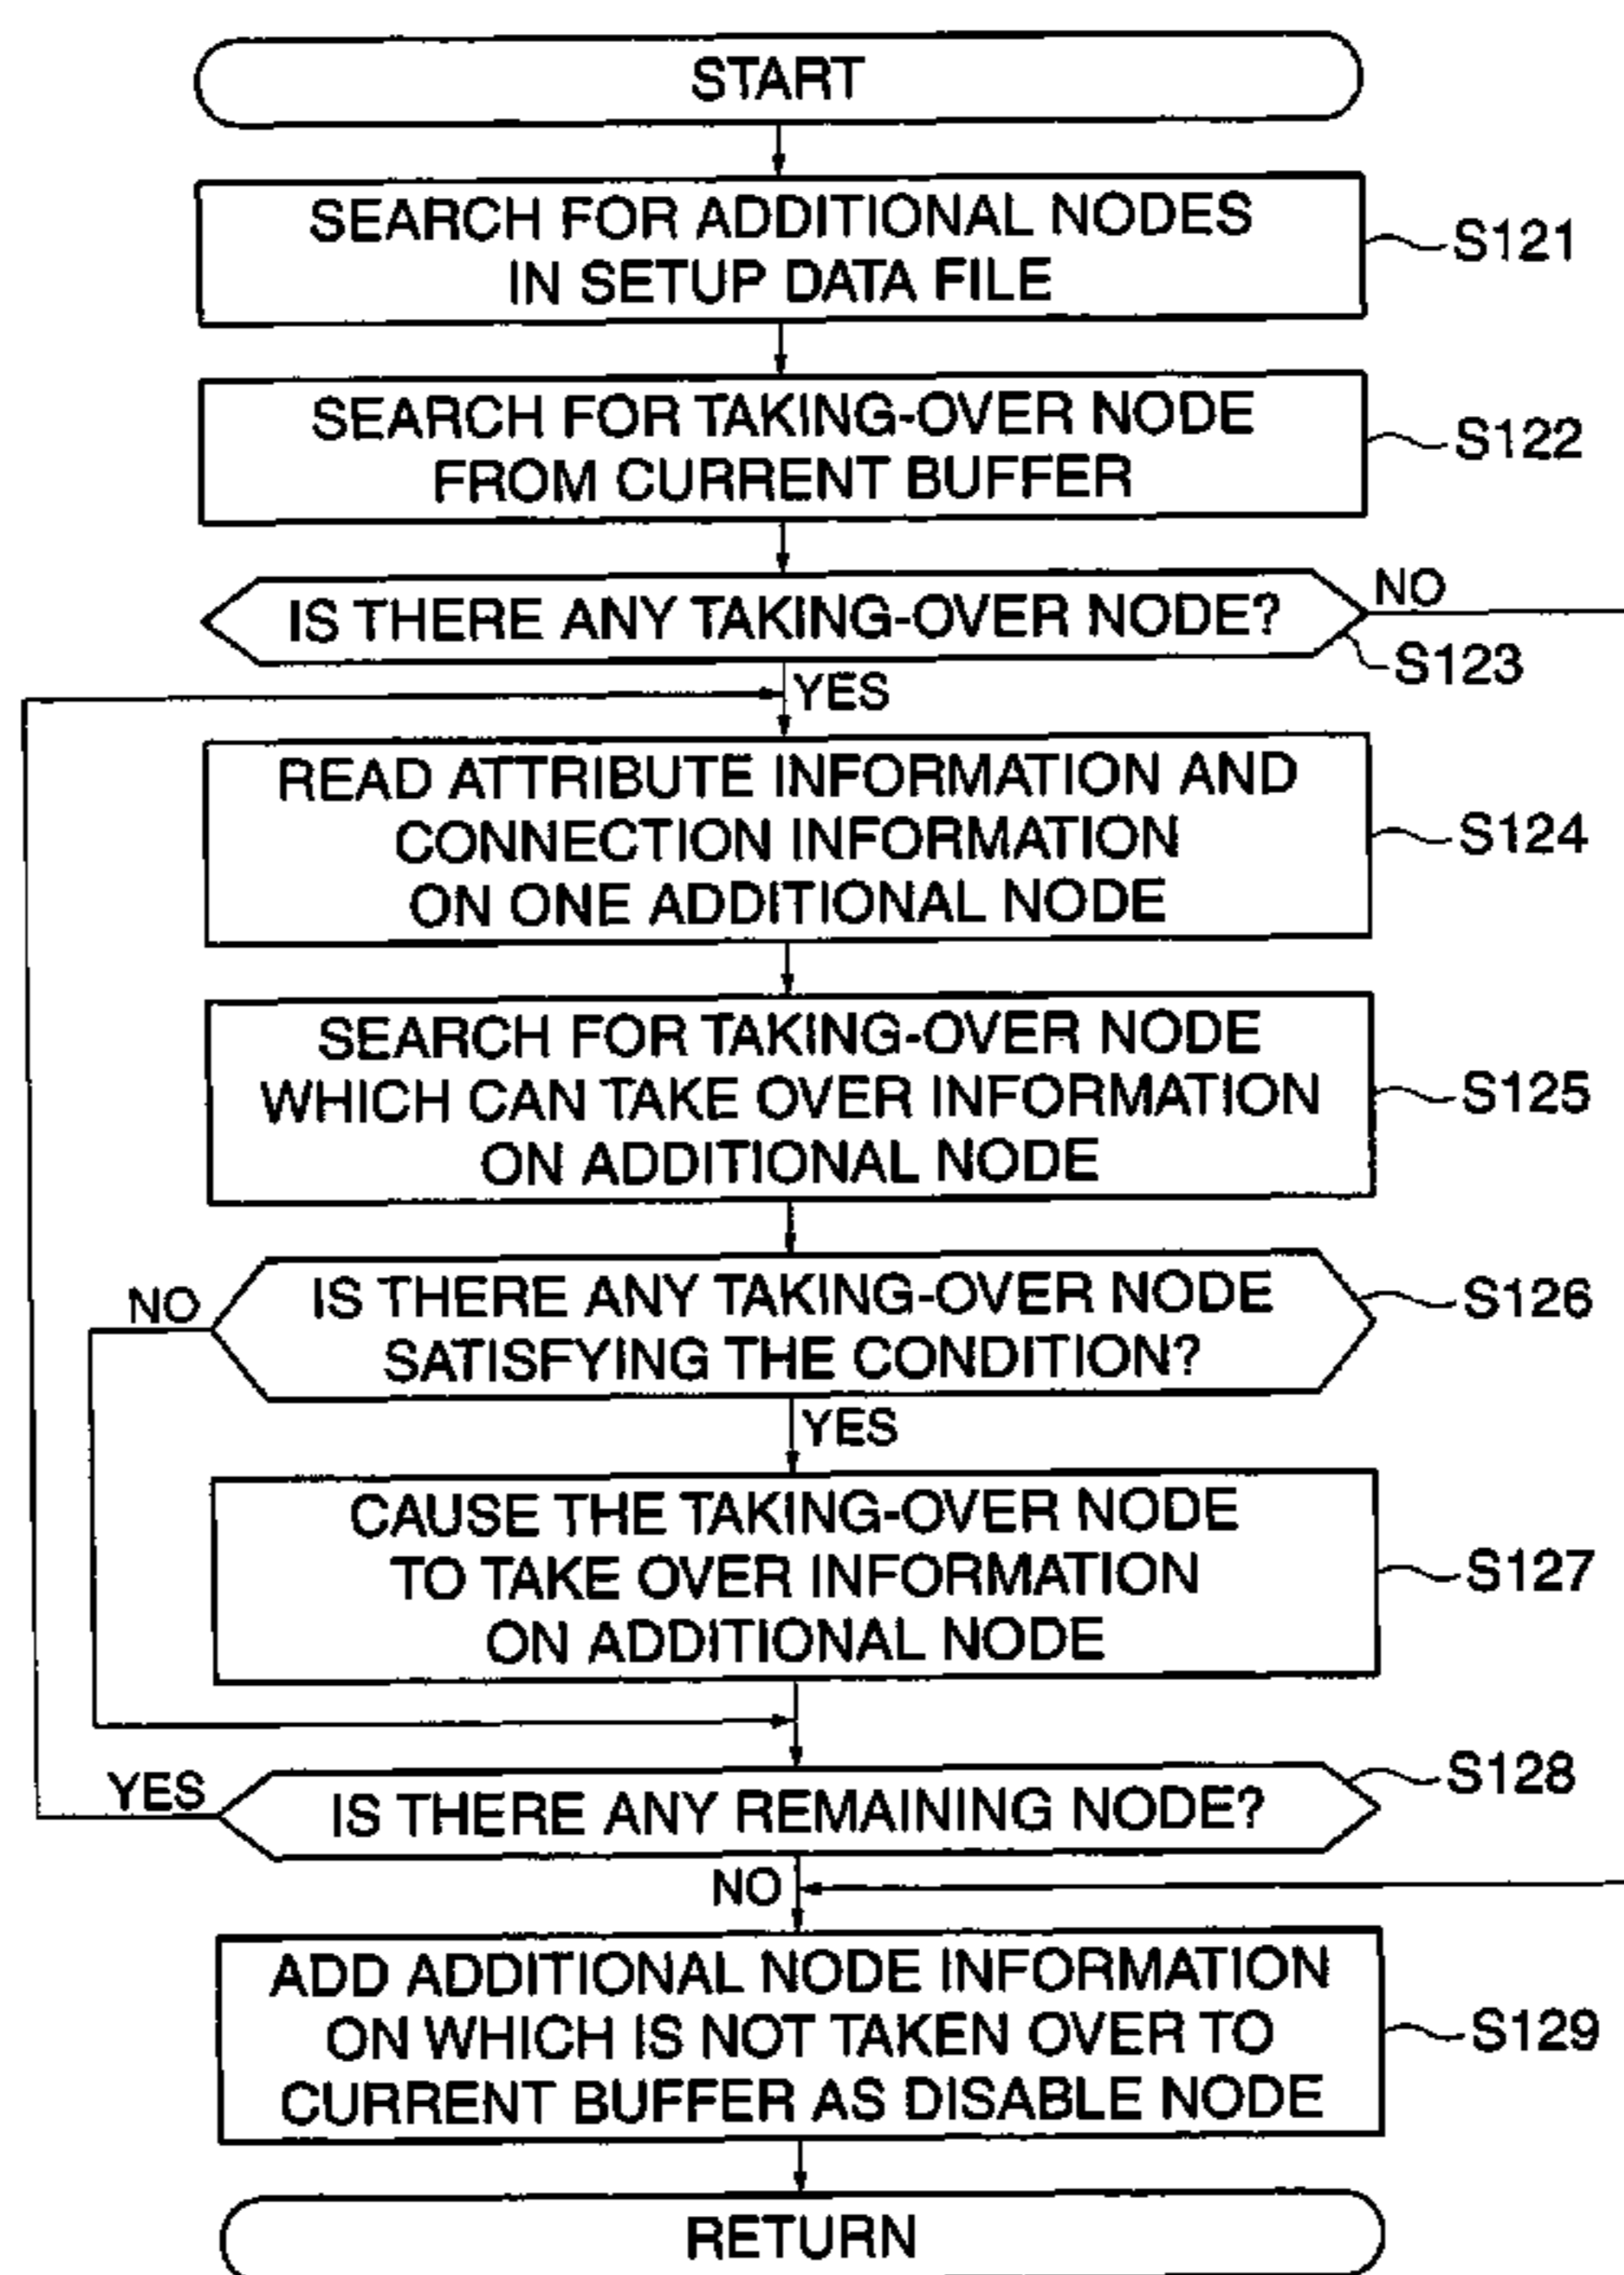 START
SEARCH FOR ADDITIONAL NODES
IN SETUP DATA FILE
S121
SEARCH FOR TAKING-OVER NODE
FROM CURRENT BUFFER
S122
IS THERE ANY TAKING-OVER NODE?
NO
S123
YES
READ ATTRIBUTE INFORMATION AND
CONNECTION INFORMATION
ON ONE ADDITIONAL NODE
S124
SEARCH FOR TAKING-OVER NODE
WHICH CAN TAKE OVER INFORMATION
ON ADDITIONAL NODE
S125
NO
IS THERE ANY TAKING-OVER NODE
SATISFYING THE CONDITION?
S126
YES
CAUSE THE TAKING-OVER NODE
TO TAKE OVER INFORMATION
ON ADDITIONAL NODE
S127
YES
IS THERE ANY REMAINING NODE?
S128
NO
ADD ADDITIONAL NODE INFORMATION
ON WHICH IS NOT TAKEN OVER TO
CURRENT BUFFER AS DISABLE NODE
S129
RETURN